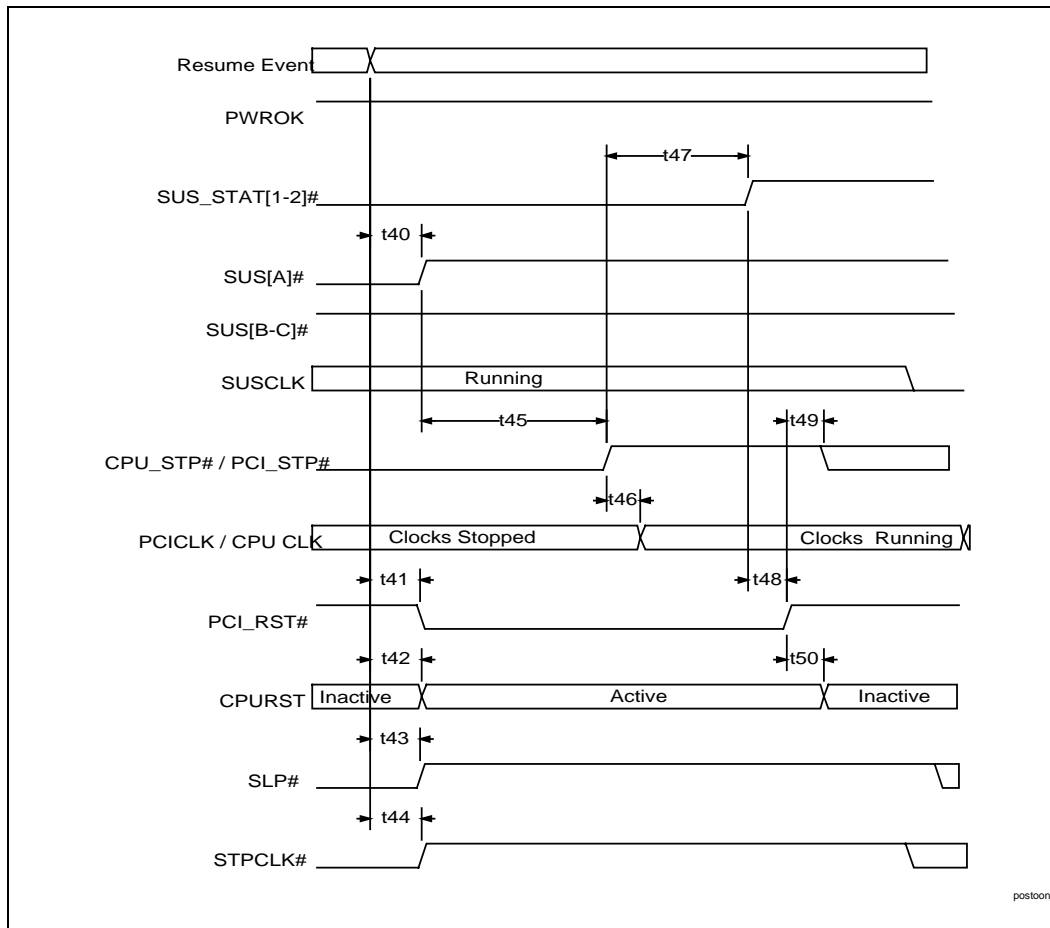 Resume Event
PWROK
t47
SUS_STAT[1-2]#
t40
SUS[A]#
SUS[B-C]#
SUSCLK
Running
t45
t49
CPU_STP# / PCI_STP#
t46
PCICLK / CPU CLK
Clocks Stopped
Clocks Running
t41
t48
PCI_RST#
t42
t50
CPURST
Inactive
Active
Inactive
t43
SLP#
t44
STPCLK#
postoon